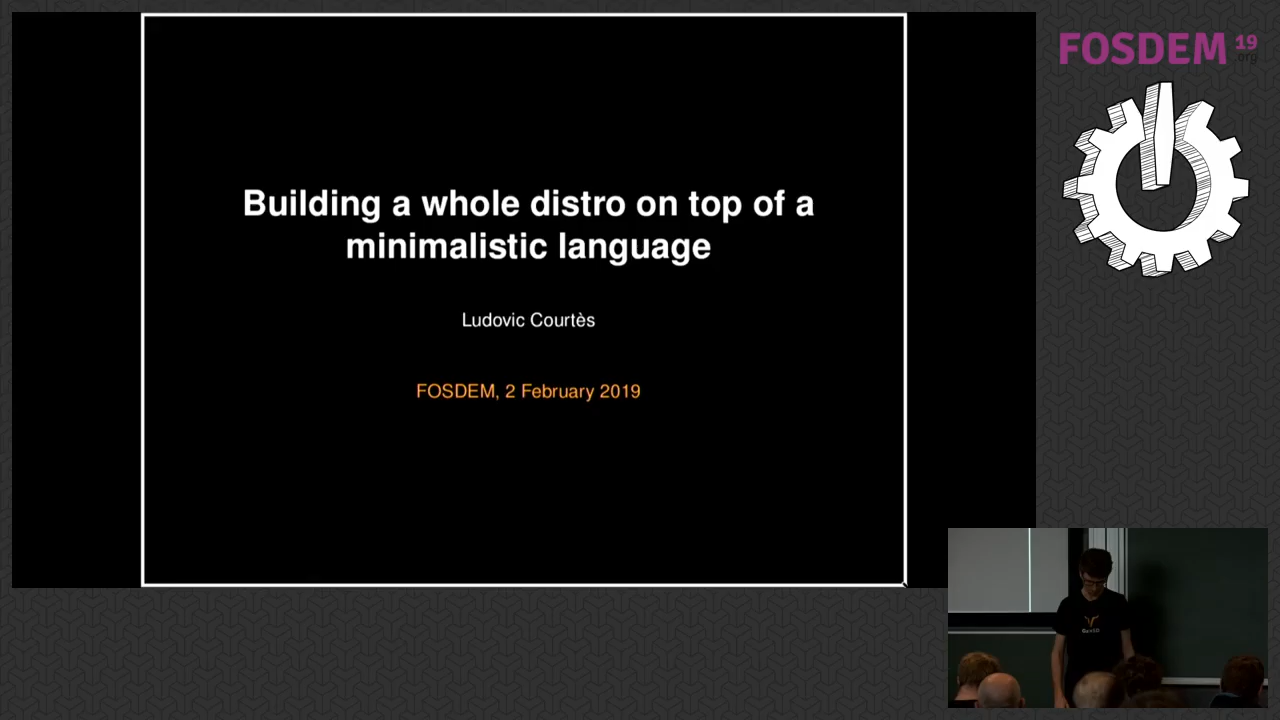 Building a whole distro on top of a
minimalistic language
Ludovic Courtès
FOSDEM, 2 February 2019
FOSDEM 19
.org